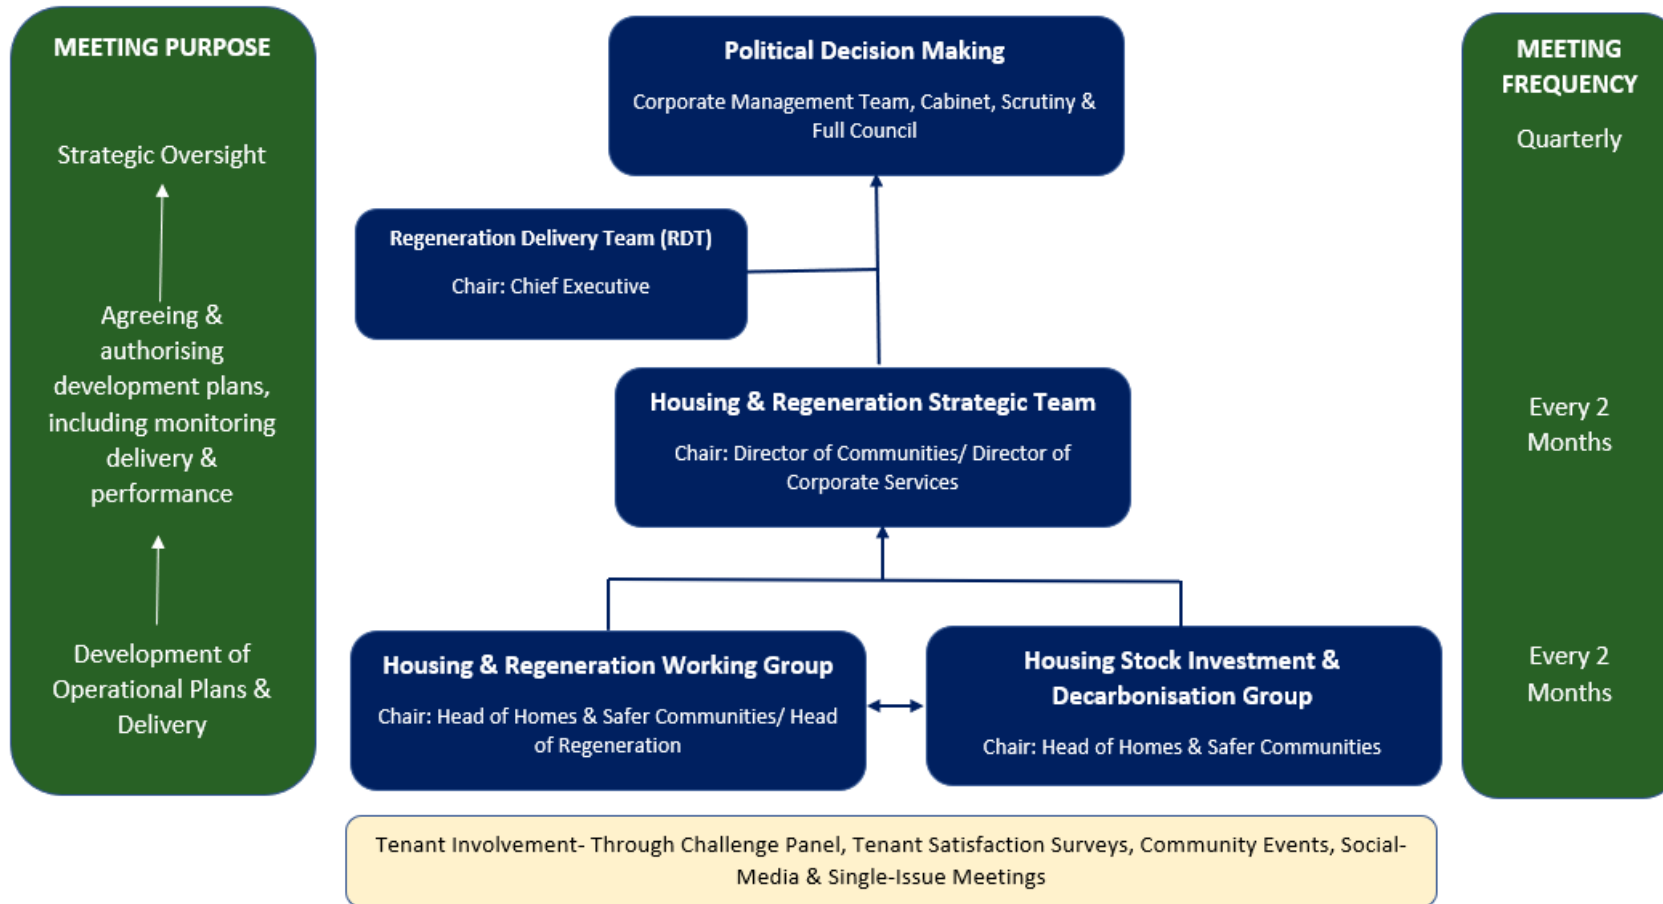 MEETING PURPOSE
Strategic Oversight
Agreeing &
authorising
development plans,
including monitoring
delivery &
performance
Development of
Operational Plans &
Delivery
Political Decision Making
Corporate Management Team, Cabinet, Scrutiny &
Full Council
Regeneration Delivery Team (RDT)
Chair: Chief Executive
Housing & Regeneration Strategic Team
Chair: Director of Communities/ Director of
Corporate Services
Housing & Regeneration Working Group
Chair: Head of Homes & Safer Communities/ Head
of Regeneration
Housing Stock Investment &
Decarbonisation Group
Chair: Head of Homes & Safer Communities
Tenant Involvement- Through Challenge Panel, Tenant Satisfaction Surveys, Community Events, Social-
Media & Single-Issue Meetings
MEETING
FREQUENCY
Quarterly
Every 2
Months
Every 2
Months